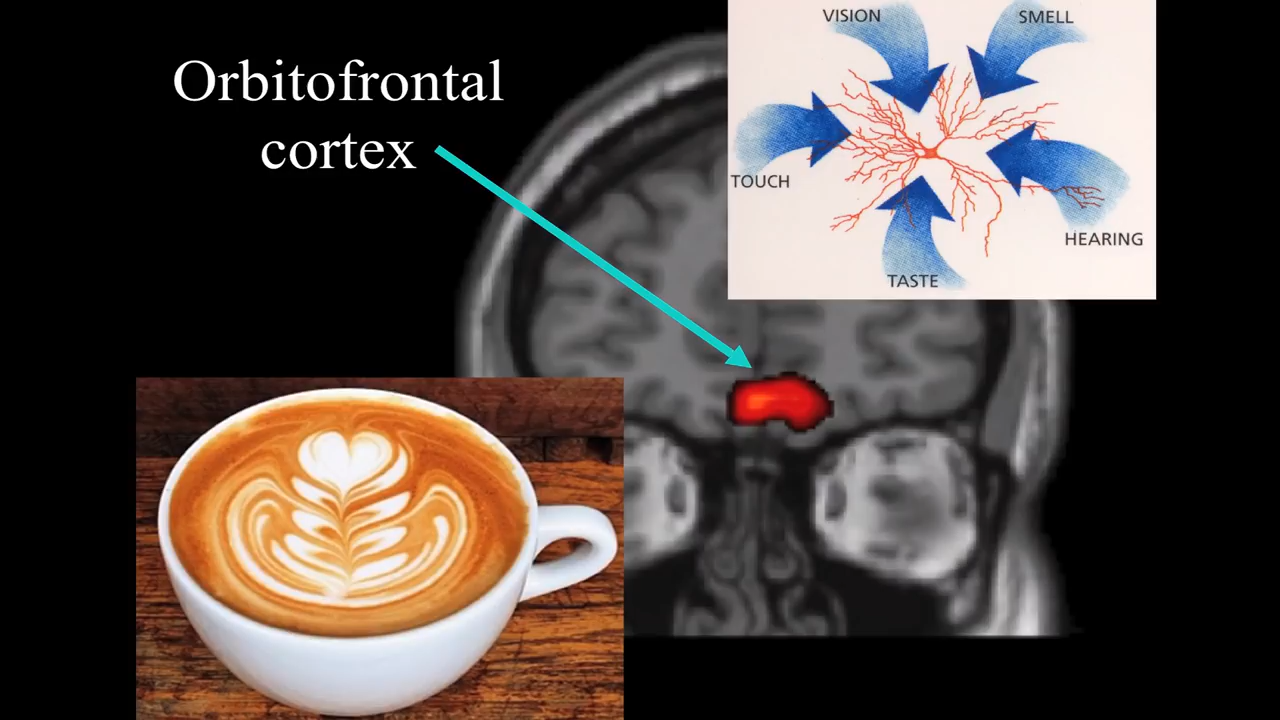 Orbitofrontal
cortex
VISION
SMELL
TOUCH
HEARING
TASTE